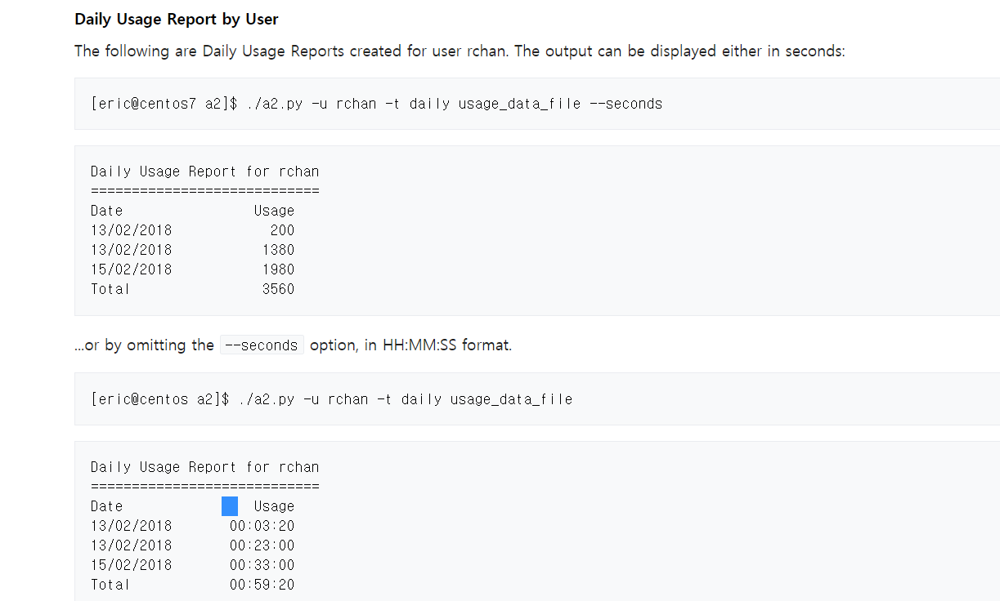 Daily Usage Report by User
The following are Daily Usage Reports created for user rchan. The output can be displayed either in seconds:
[eric@centos7 a2]$ ./a2.py -u rchan -t daily usage_data_file --seconds
Daily Usage Report for rchan
============================
Date                Usage
13/02/2018            200
13/02/2018           1380
15/02/2018           1980
Total                3560
...or by omitting the --seconds option, in HH:MM:SS format.
[eric@centos a2]$ ./a2.py -u rchan -t daily usage_data_file
Daily Usage Report for rchan
============================
Date                Usage
13/02/2018       00:03:20
13/02/2018       00:23:00
15/02/2018       00:33:00
Total            00:59:20